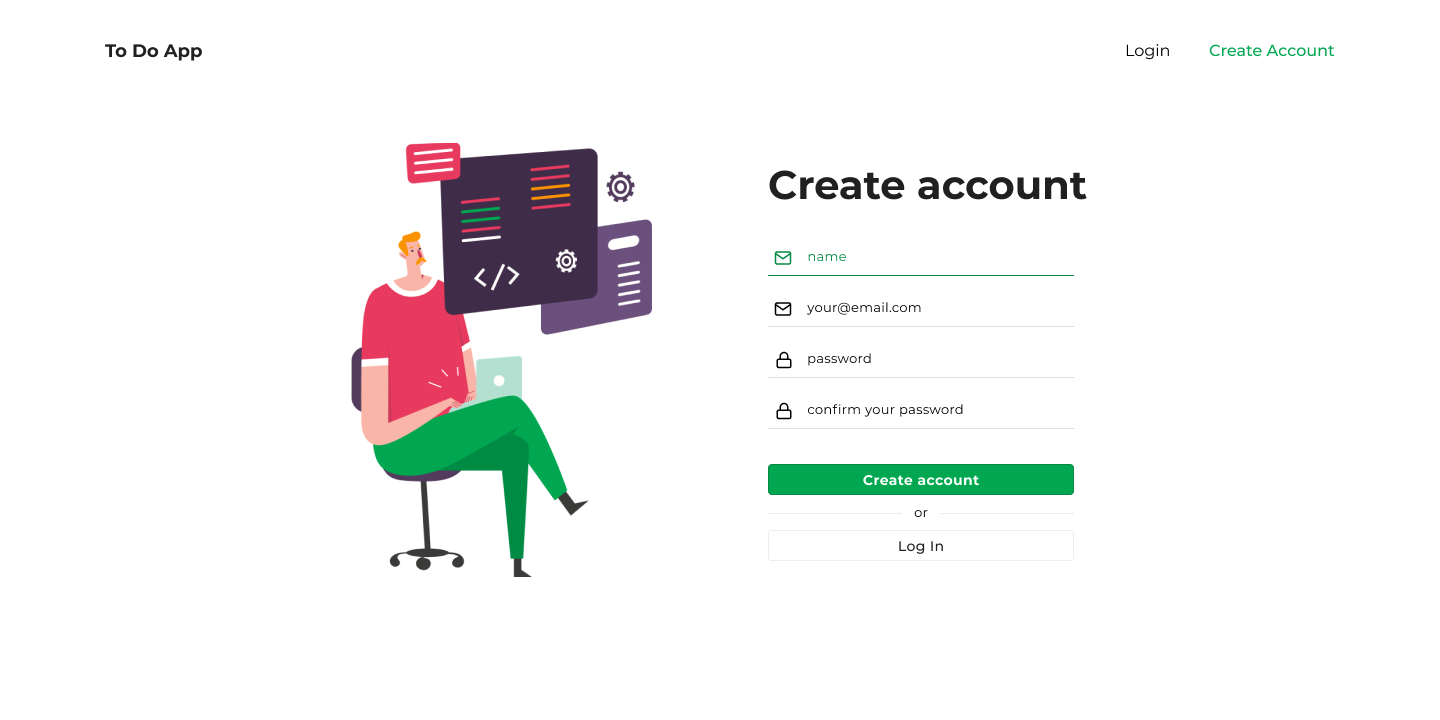 To Do App
Login
Create Account
</>
Create account
name
your@email.com
password
confirm your password
Create account
or
Log In